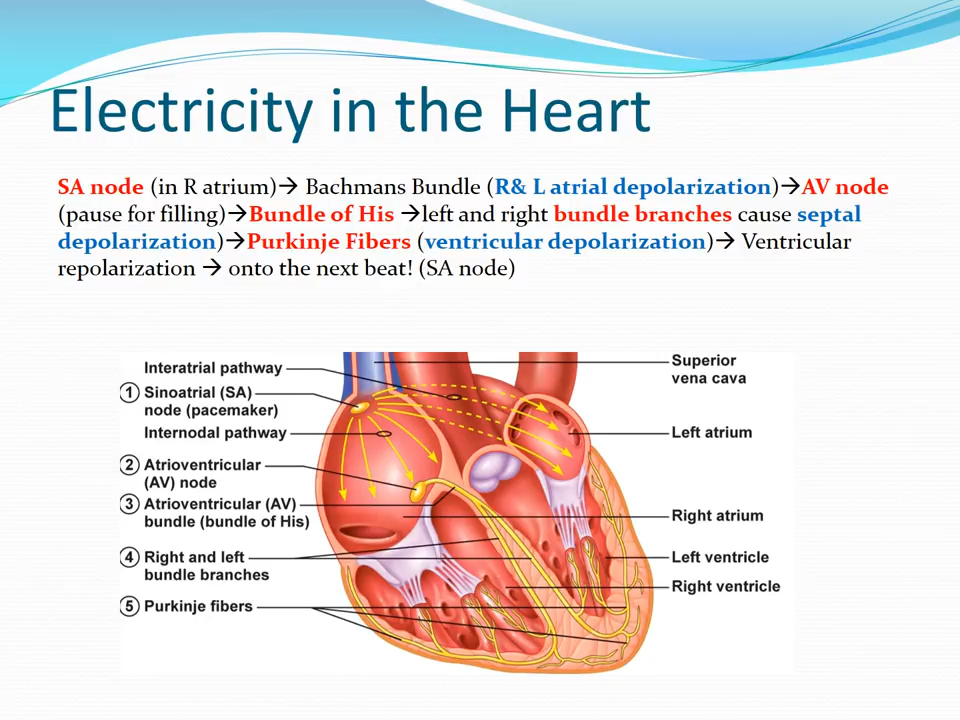 Electricity in the Heart
SA node (in R atrium)→ Bachmans Bundle (R& L atrial depolarization)→AV node
(pause for filling)→Bundle of His →left and right bundle branches cause septal
depolarization)→Purkinje Fibers (ventricular depolarization)→ Ventricular
repolarization → onto the next beat! (SA node)
Interatrial pathway
① Sinoatrial (SA)
node (pacemaker)
Internodal pathway
② Atrioventricular
(AV) node
③ Atrioventricular (AV)
bundle (bundle of His)
④ Right and left
bundle branches
⑤ Purkinje fibers
Superior
vena cava
Left atrium
Right atrium
Left ventricle
Right ventricle